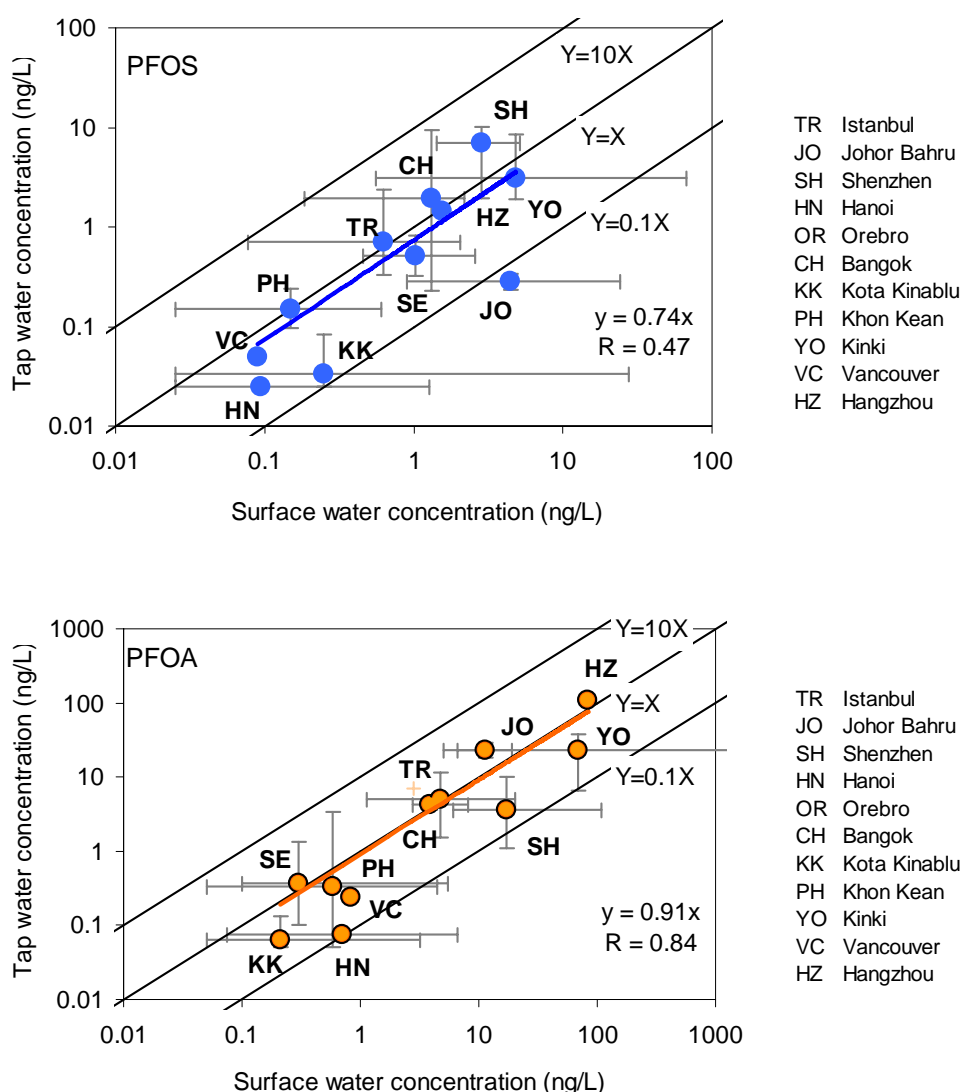 PFOS
Tap water concentration (ng/L)
100
10
1
0.1
0.01
Y=10X
SH
Y=X
CH
HZ
YO
TR
Y=0.1X
SE
JO
PH
VC
KK
HN
y = 0.74x
R = 0.47
0.01 0.1 1 10 100
Surface water concentration (ng/L)
TR Istanbul
JO Johor Bahru
SH Shenzhen
HN Hanoi
OR Orebro
CH Bangok
KK Kota Kinablu
PH Khon Kean
YO Kinki
VC Vancouver
HZ Hangzhou
PFOA
Tap water concentration (ng/L)
1000
100
10
1
0.1
0.01
Y=10X
HZ
Y=X
JO
YO
TR
Y=0.1X
CH
SH
SE
PH
VC
KK
HN
y = 0.91x
R = 0.84
0.01 0.1 1 10 100 1000
Surface water concentration (ng/L)
TR Istanbul
JO Johor Bahru
SH Shenzhen
HN Hanoi
OR Orebro
CH Bangok
KK Kota Kinablu
PH Khon Kean
YO Kinki
VC Vancouver
HZ Hangzhou